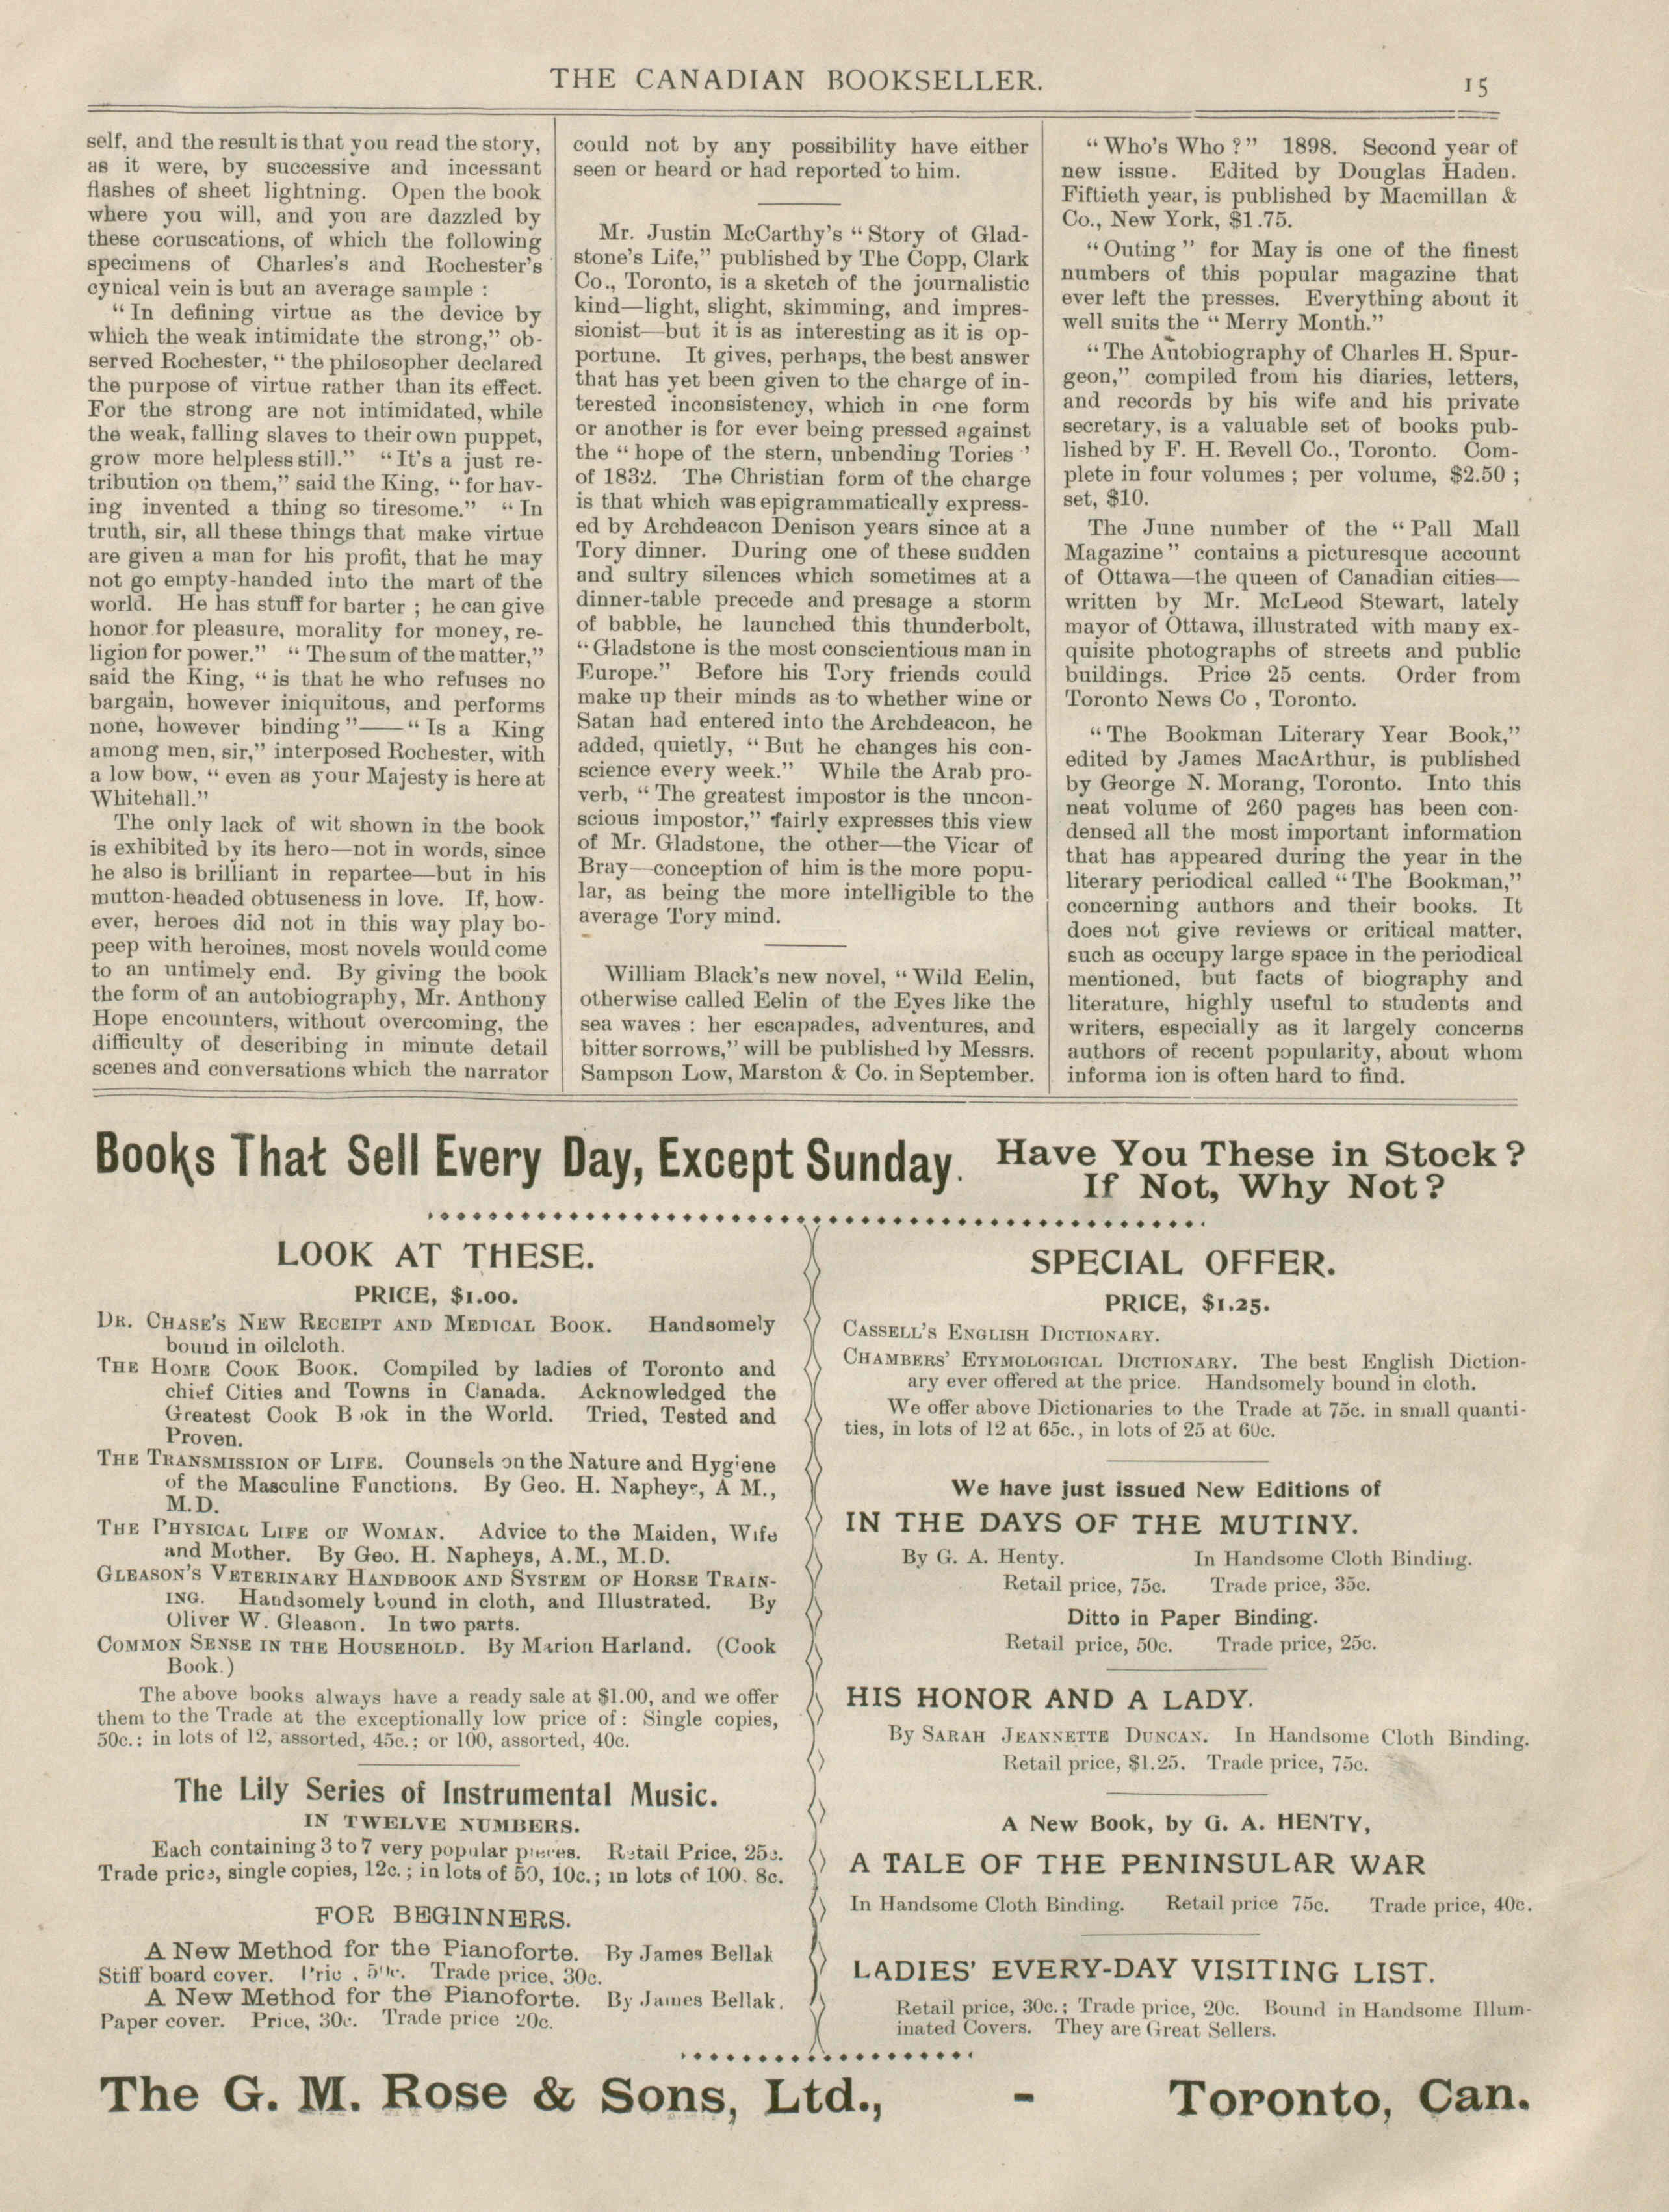 THE CANADIAN BOOKSELLER.
15
self, and the result is that you read the story,
as it were, by successive and incessant
flashes of sheet lightning. Open the book
where you will, and you are dazzled by
these coruscations, of which the following
specimens of Charles's and Rochester's
cynical vein is but an average sample :
“In defining virtue as the device by
which the weak intimidate the strong,” ob-
served Rochester, “ the philosopher declared
the purpose of virtue rather than its effect.
For the strong are not intimidated, while
the weak, falling slaves to their own puppet,
grow more helpless still.” “It's a just re-
tribution on them,” said the King, “ for hav-
ing invented a thing so tiresome.” “In
truth, sir, all these things that make virtue
are given a man for his profit, that he may
not go empty-handed into the mart of the
world. He has stuff for barter ; he can give
honor for pleasure, morality for money, re-
ligion for power.” “ The sum of the matter,”
said the King, “is that he who refuses no
bargain, however iniquitous, and performs
none, however binding”——“Is a King
among men, sir,” interposed Rochester, with
a low bow, “ even as your Majesty is here at
Whitehall.”
The only lack of wit shown in the book
is exhibited by its hero—not in words, since
he also is brilliant in repartee—but in his
mutton-headed obtuseness in love. If, how-
ever, heroes did not in this way play bo-
peep with heroines, most novels would come
to an untimely end. By giving the book
the form of an autobiography, Mr. Anthony
Hope encounters, without overcoming, the
difficulty of describing in minute detail
scenes and conversations which the narrator
could not by any possibility have either
seen or heard or had reported to him.
Mr. Justin McCarthy's “Story of Glad-
stone's Life,” published by The Copp, Clark
Co., Toronto, is a sketch of the journalistic
kind—light, slight, skimming, and impres-
sionist—but it is as interesting as it is op-
portune. It gives, perhaps, the best answer
that has yet been given to the charge of in-
terested inconsistency, which in one form
or another is for ever being pressed against
the “ hope of the stern, unbending Tories ’
of 1832. The Christian form of the charge
is that which was epigrammatically express-
ed by Archdeacon Denison years since at a
Tory dinner. During one of these sudden
and sultry silences which sometimes at a
dinner-table precede and presage a storm
of babble, he launched this thunderbolt,
“Gladstone is the most conscientious man in
Europe.” Before his Tory friends could
make up their minds as to whether wine or
Satan had entered into the Archdeacon, he
added, quietly, “But he changes his con-
science every week.” While the Arab pro-
verb, “ The greatest impostor is the uncon-
scious impostor,” fairly expresses this view
of Mr. Gladstone, the other—the Vicar of
Bray—conception of him is the more popu-
lar, as being the more intelligible to the
average Tory mind.
William Black's new novel, “ Wild Eelin,
otherwise called Eelin of the Eyes like the
sea waves : her escapades, adventures, and
bitter sorrows,” will be published by Messrs.
Sampson Low, Marston & Co. in September.
“Who's Who ?” 1898. Second year of
new issue. Edited by Douglas Haden.
Fiftieth year, is published by Macmillan &
Co., New York, $1.75.
“Outing” for May is one of the finest
numbers of this popular magazine that
ever left the presses. Everything about it
well suits the “ Merry Month.”
“The Autobiography of Charles H. Spur-
geon,” compiled from his diaries, letters,
and records by his wife and his private
secretary, is a valuable set of books pub-
lished by F. H. Revell Co., Toronto. Com-
plete in four volumes ; per volume, $2.50 ;
set, $10.
The June number of the “Pall Mall
Magazine” contains a picturesque account
of Ottawa—the queen of Canadian cities—
written by Mr. McLeod Stewart, lately
mayor of Ottawa, illustrated with many ex-
quisite photographs of streets and public
buildings. Price 25 cents. Order from
Toronto News Co , Toronto.
“The Bookman Literary Year Book,”
edited by James MacArthur, is published
by George N. Morang, Toronto. Into this
neat volume of 260 pages has been con-
densed all the most important information
that has appeared during the year in the
literary periodical called “The Bookman,”
concerning authors and their books. It
does not give reviews or critical matter,
such as occupy large space in the periodical
mentioned, but facts of biography and
literature, highly useful to students and
writers, especially as it largely concerns
authors of recent popularity, about whom
informa ion is often hard to find.
Books That Sell Every Day, Except Sunday.
Have You These in Stock ?
If Not, Why Not ?
LOOK AT THESE.
PRICE, $1.00.
DR. CHASE'S NEW RECEIPT AND MEDICAL BOOK. Handsomely
bound in oilcloth.
THE HOME COOK BOOK. Compiled by ladies of Toronto and
chief Cities and Towns in Canada. Acknowledged the
Greatest Cook B ok in the World. Tried, Tested and
Proven.
THE TRANSMISSION OF LIFE. Counsels on the Nature and Hygiene
of the Masculine Functions. By Geo. H. Napheys, A M.,
M.D.
THE PHYSICAL LIFE OF WOMAN. Advice to the Maiden, Wife
and Mother. By Geo. H. Napheys, A.M., M.D.
GLEASON'S VETERINARY HANDBOOK AND SYSTEM OF HORSE TRAIN-
ING. Handsomely bound in cloth, and Illustrated. By
Oliver W. Gleason. In two parts.
COMMON SENSE IN THE HOUSEHOLD. By Marion Harland. (Cook
Book.)
The above books always have a ready sale at $1.00, and we offer
them to the Trade at the exceptionally low price of : Single copies,
50c.: in lots of 12, assorted, 45c.; or 100, assorted, 40c.
The Lily Series of Instrumental Music.
IN TWELVE NUMBERS.
Each containing 3 to 7 very popular pieces. Retail Price, 25c.
Trade price, single copies, 12c. ; in lots of 50, 10c. ; in lots of 100. 8c.
FOR BEGINNERS.
A New Method for the Pianoforte. By James Bellak
Stiff board cover. Trade price, 30c.
A New Method for the Pianoforte. By James Bellak.
Paper cover. Price, 30c. Trade price 20c.
SPECIAL OFFER.
PRICE, $1.25.
CASSELL'S ENGLISH DICTIONARY.
CHAMBERS' ETYMOLOGICAL DICTIONARY. The best English Diction-
ary ever offered at the price. Handsomely bound in cloth.
We offer above Dictionaries to the Trade at 75c. in small quanti-
ties, in lots of 12 at 65c., in lots of 25 at 60c.
We have just issued New Editions of
IN THE DAYS OF THE MUTINY.
By G. A. Henty. In Handsome Cloth Binding.
Retail price, 75c. Trade price, 35c.
Ditto in Paper Binding.
Retail price, 50c. Trade price, 25c.
HIS HONOR AND A LADY.
By SARAH JEANNETTE DUNCAN. In Handsome Cloth Binding.
Retail price, $1.25. Trade price, 75c.
A New Book, by G. A. HENTY,
A TALE OF THE PENINSULAR WAR
In Handsome Cloth Binding. Retail price 75c. Trade price, 40c.
LADIES' EVERY-DAY VISITING LIST.
Retail price, 30c.; Trade price, 20c. Bound in Handsome Illum-
inated Covers. They are Great Sellers.
The G. M. Rose & Sons, Ltd., - Toronto, Can.